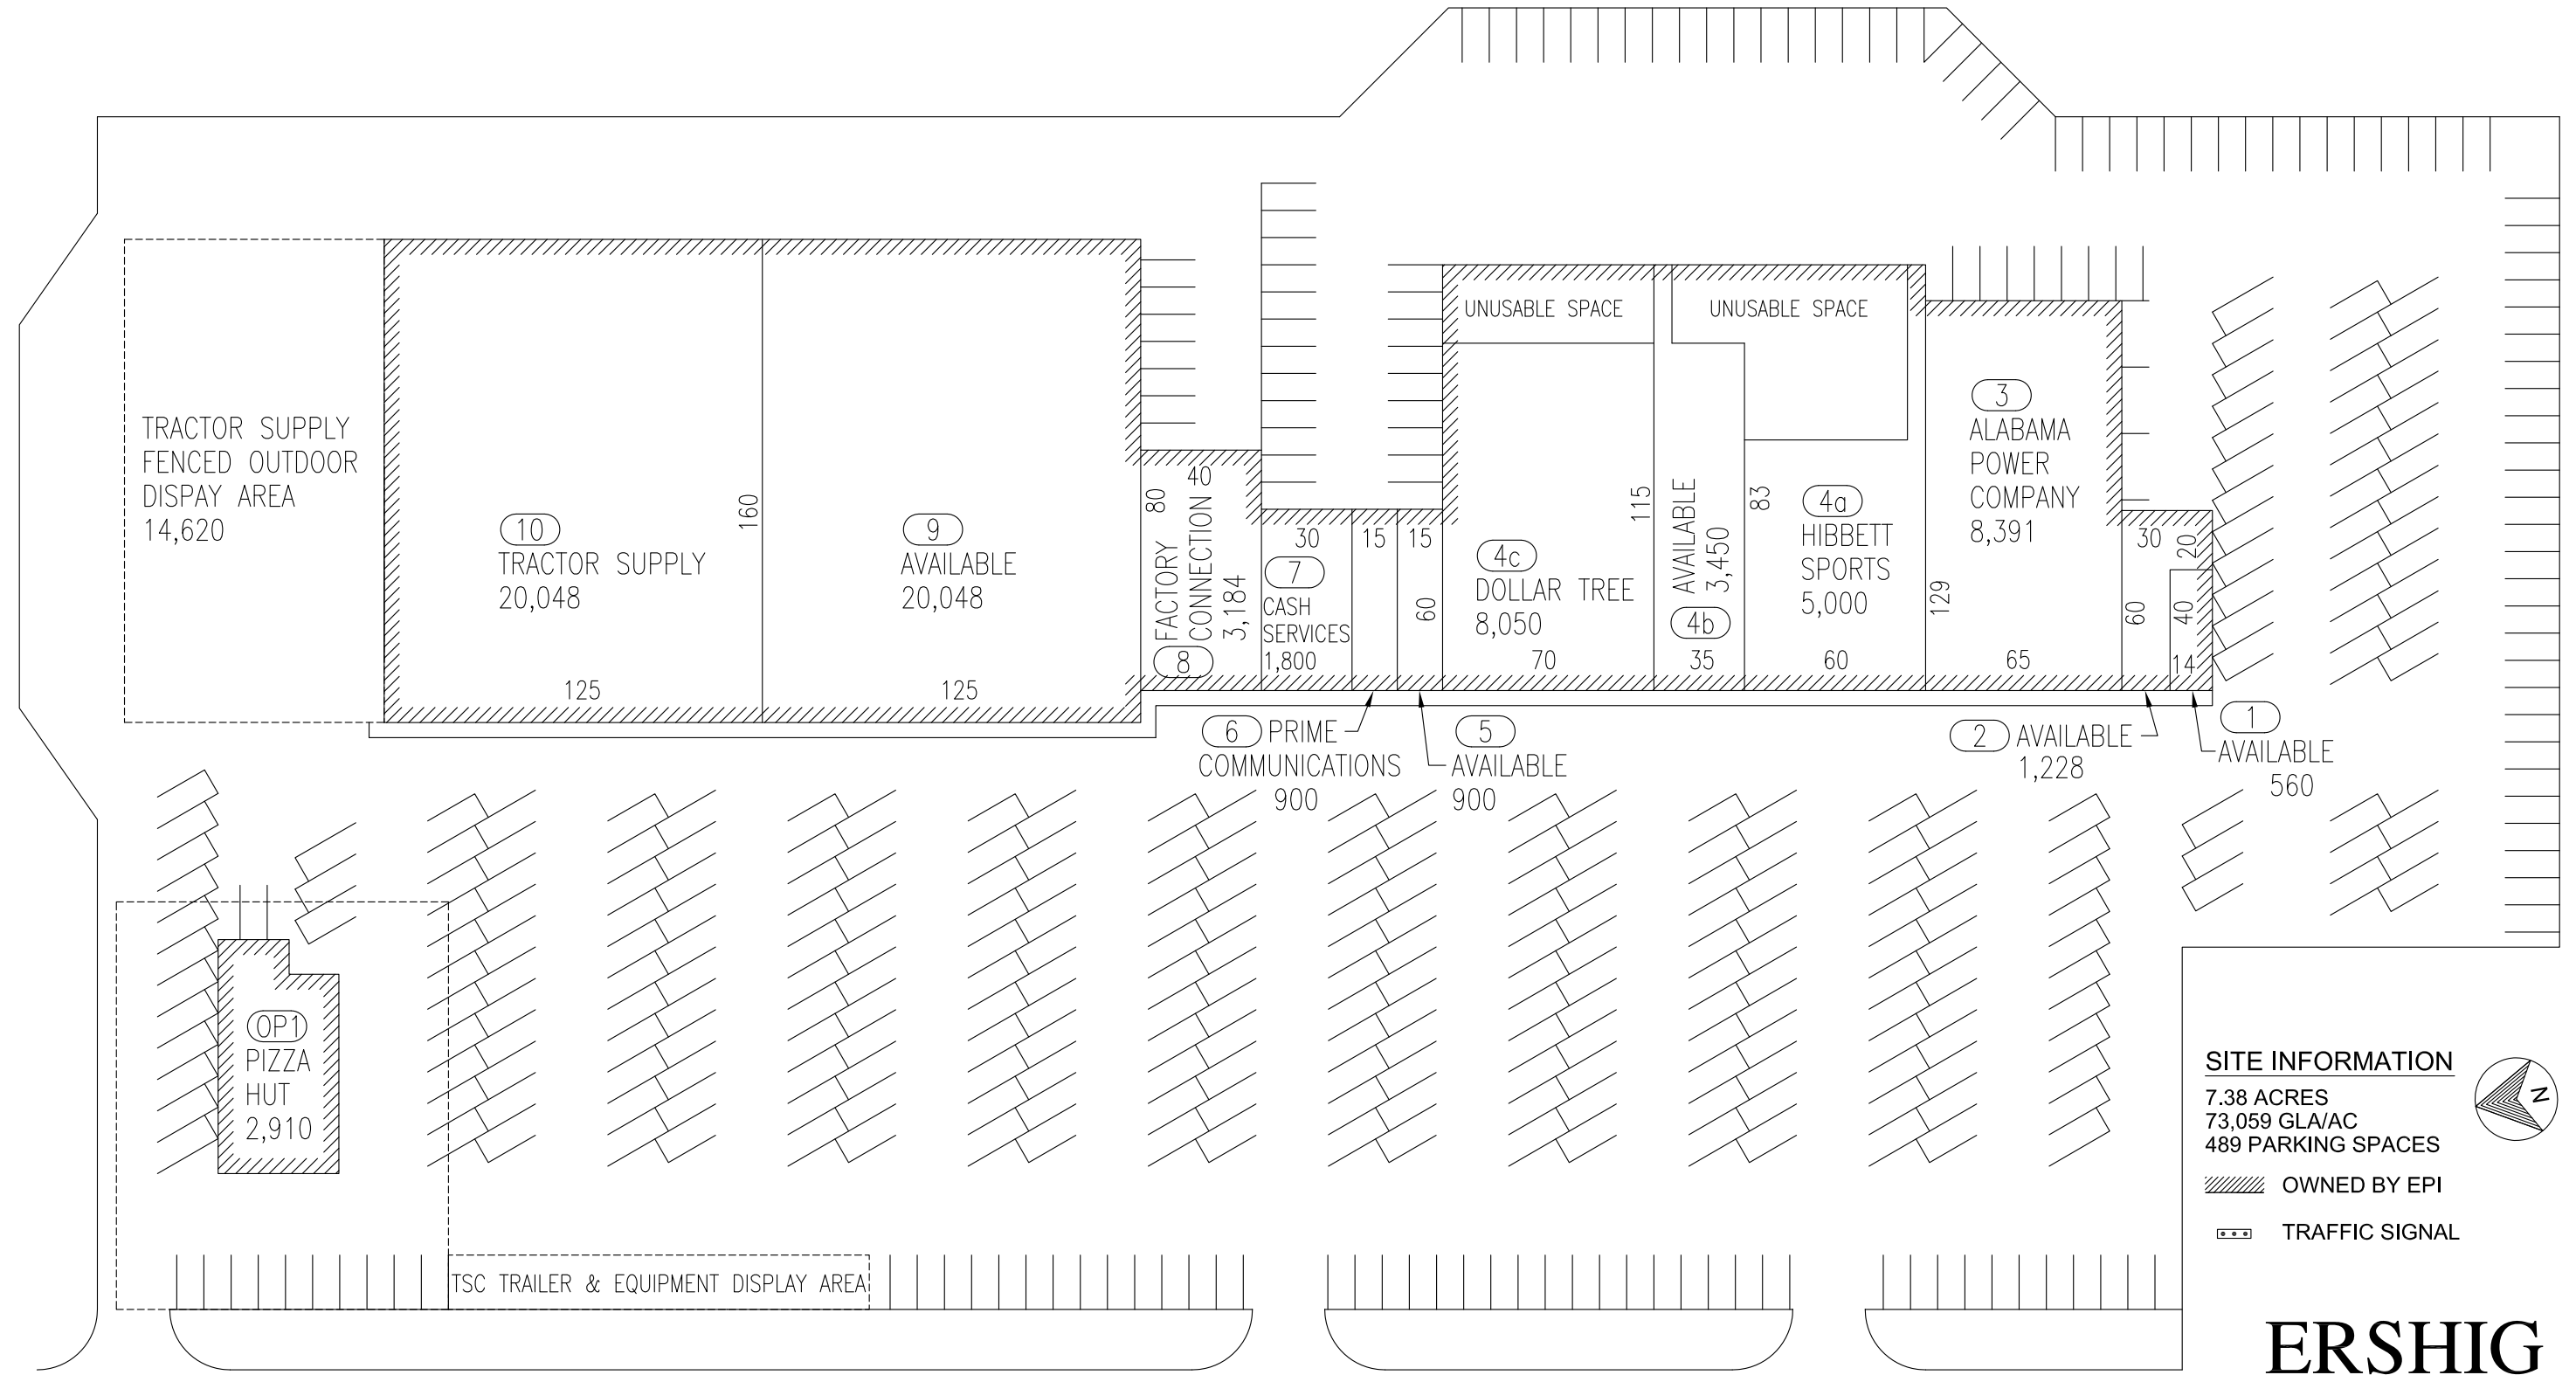 UNUSABLE SPACE
UNUSABLE SPACE
TRACTOR SUPPLY
FENCED OUTDOOR
DISPAY AREA
14,620
10
TRACTOR SUPPLY
20,048
125
160
9
AVAILABLE
20,048
125
80
40
FACTORY
CONNECTION
3,184
8
30
7
CASH
SERVICES
1,800
15
15
60
4c
DOLLAR TREE
8,050
70
115
AVAILABLE
3,450
4b
35
83
4a
HIBBETT
SPORTS
5,000
60
129
3
ALABAMA
POWER
COMPANY
8,391
65
30
20
60
40
14
6 PRIME
COMMUNICATIONS
900
5
AVAILABLE
900
2 AVAILABLE
1,228
1
AVAILABLE
560
OP1
PIZZA
HUT
2,910
TSC TRAILER & EQUIPMENT DISPLAY AREA
SITE INFORMATION
7.38 ACRES
73,059 GLA/AC
489 PARKING SPACES
N
OWNED BY EPI
TRAFFIC SIGNAL
ERSHIG